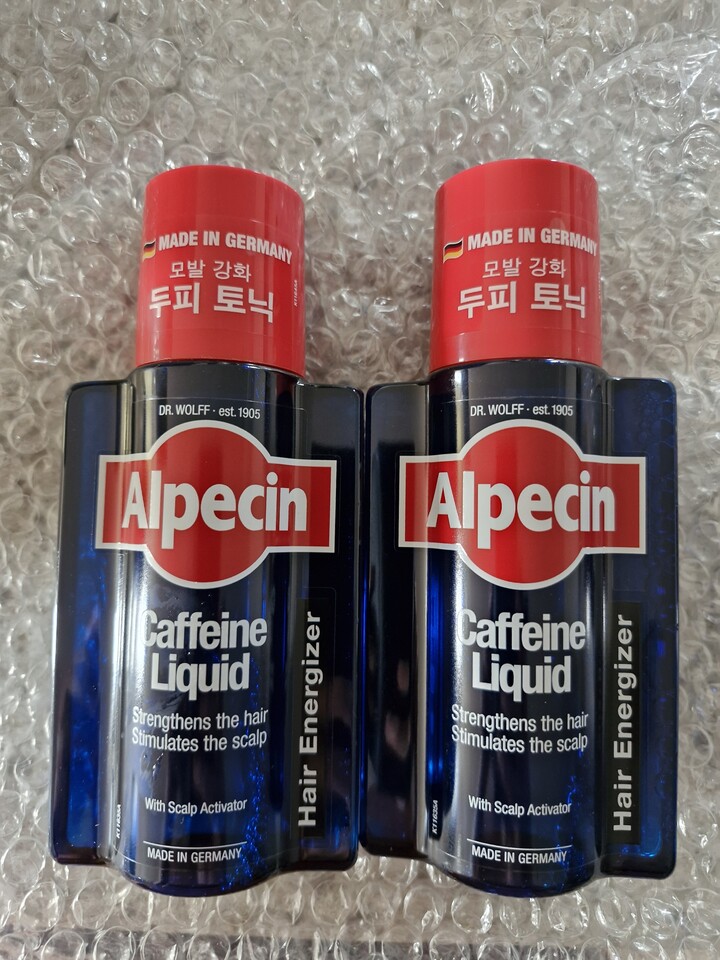 MADE IN GERMANY
모발 강화
두피 토닉
DR. WOLFF · est. 1905
Alpecin
Caffeine
Liquid
Strengthens the hair
Stimulates the scalp
With Scalp Activator
MADE IN GERMANY
Hair Energizer
MADE IN GERMANY
모발 강화
두피 토닉
DR. WOLFF · est. 1905
Alpecin
Caffeine
Liquid
Strengthens the hair
Stimulates the scalp
With Scalp Activator
MADE IN GERMANY
Hair Energizer